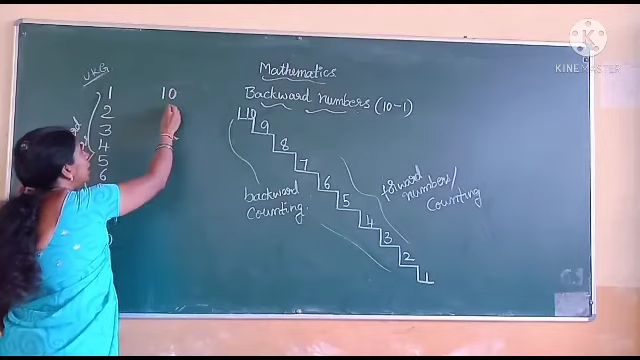 UKG
Mathematics
Backward numbers (10-1)
1
2
3
4
5
6
10
10
9
8
7
6
5
4
3
2
1
backward
counting.
forward
numbers/
counting
KINEMASTER